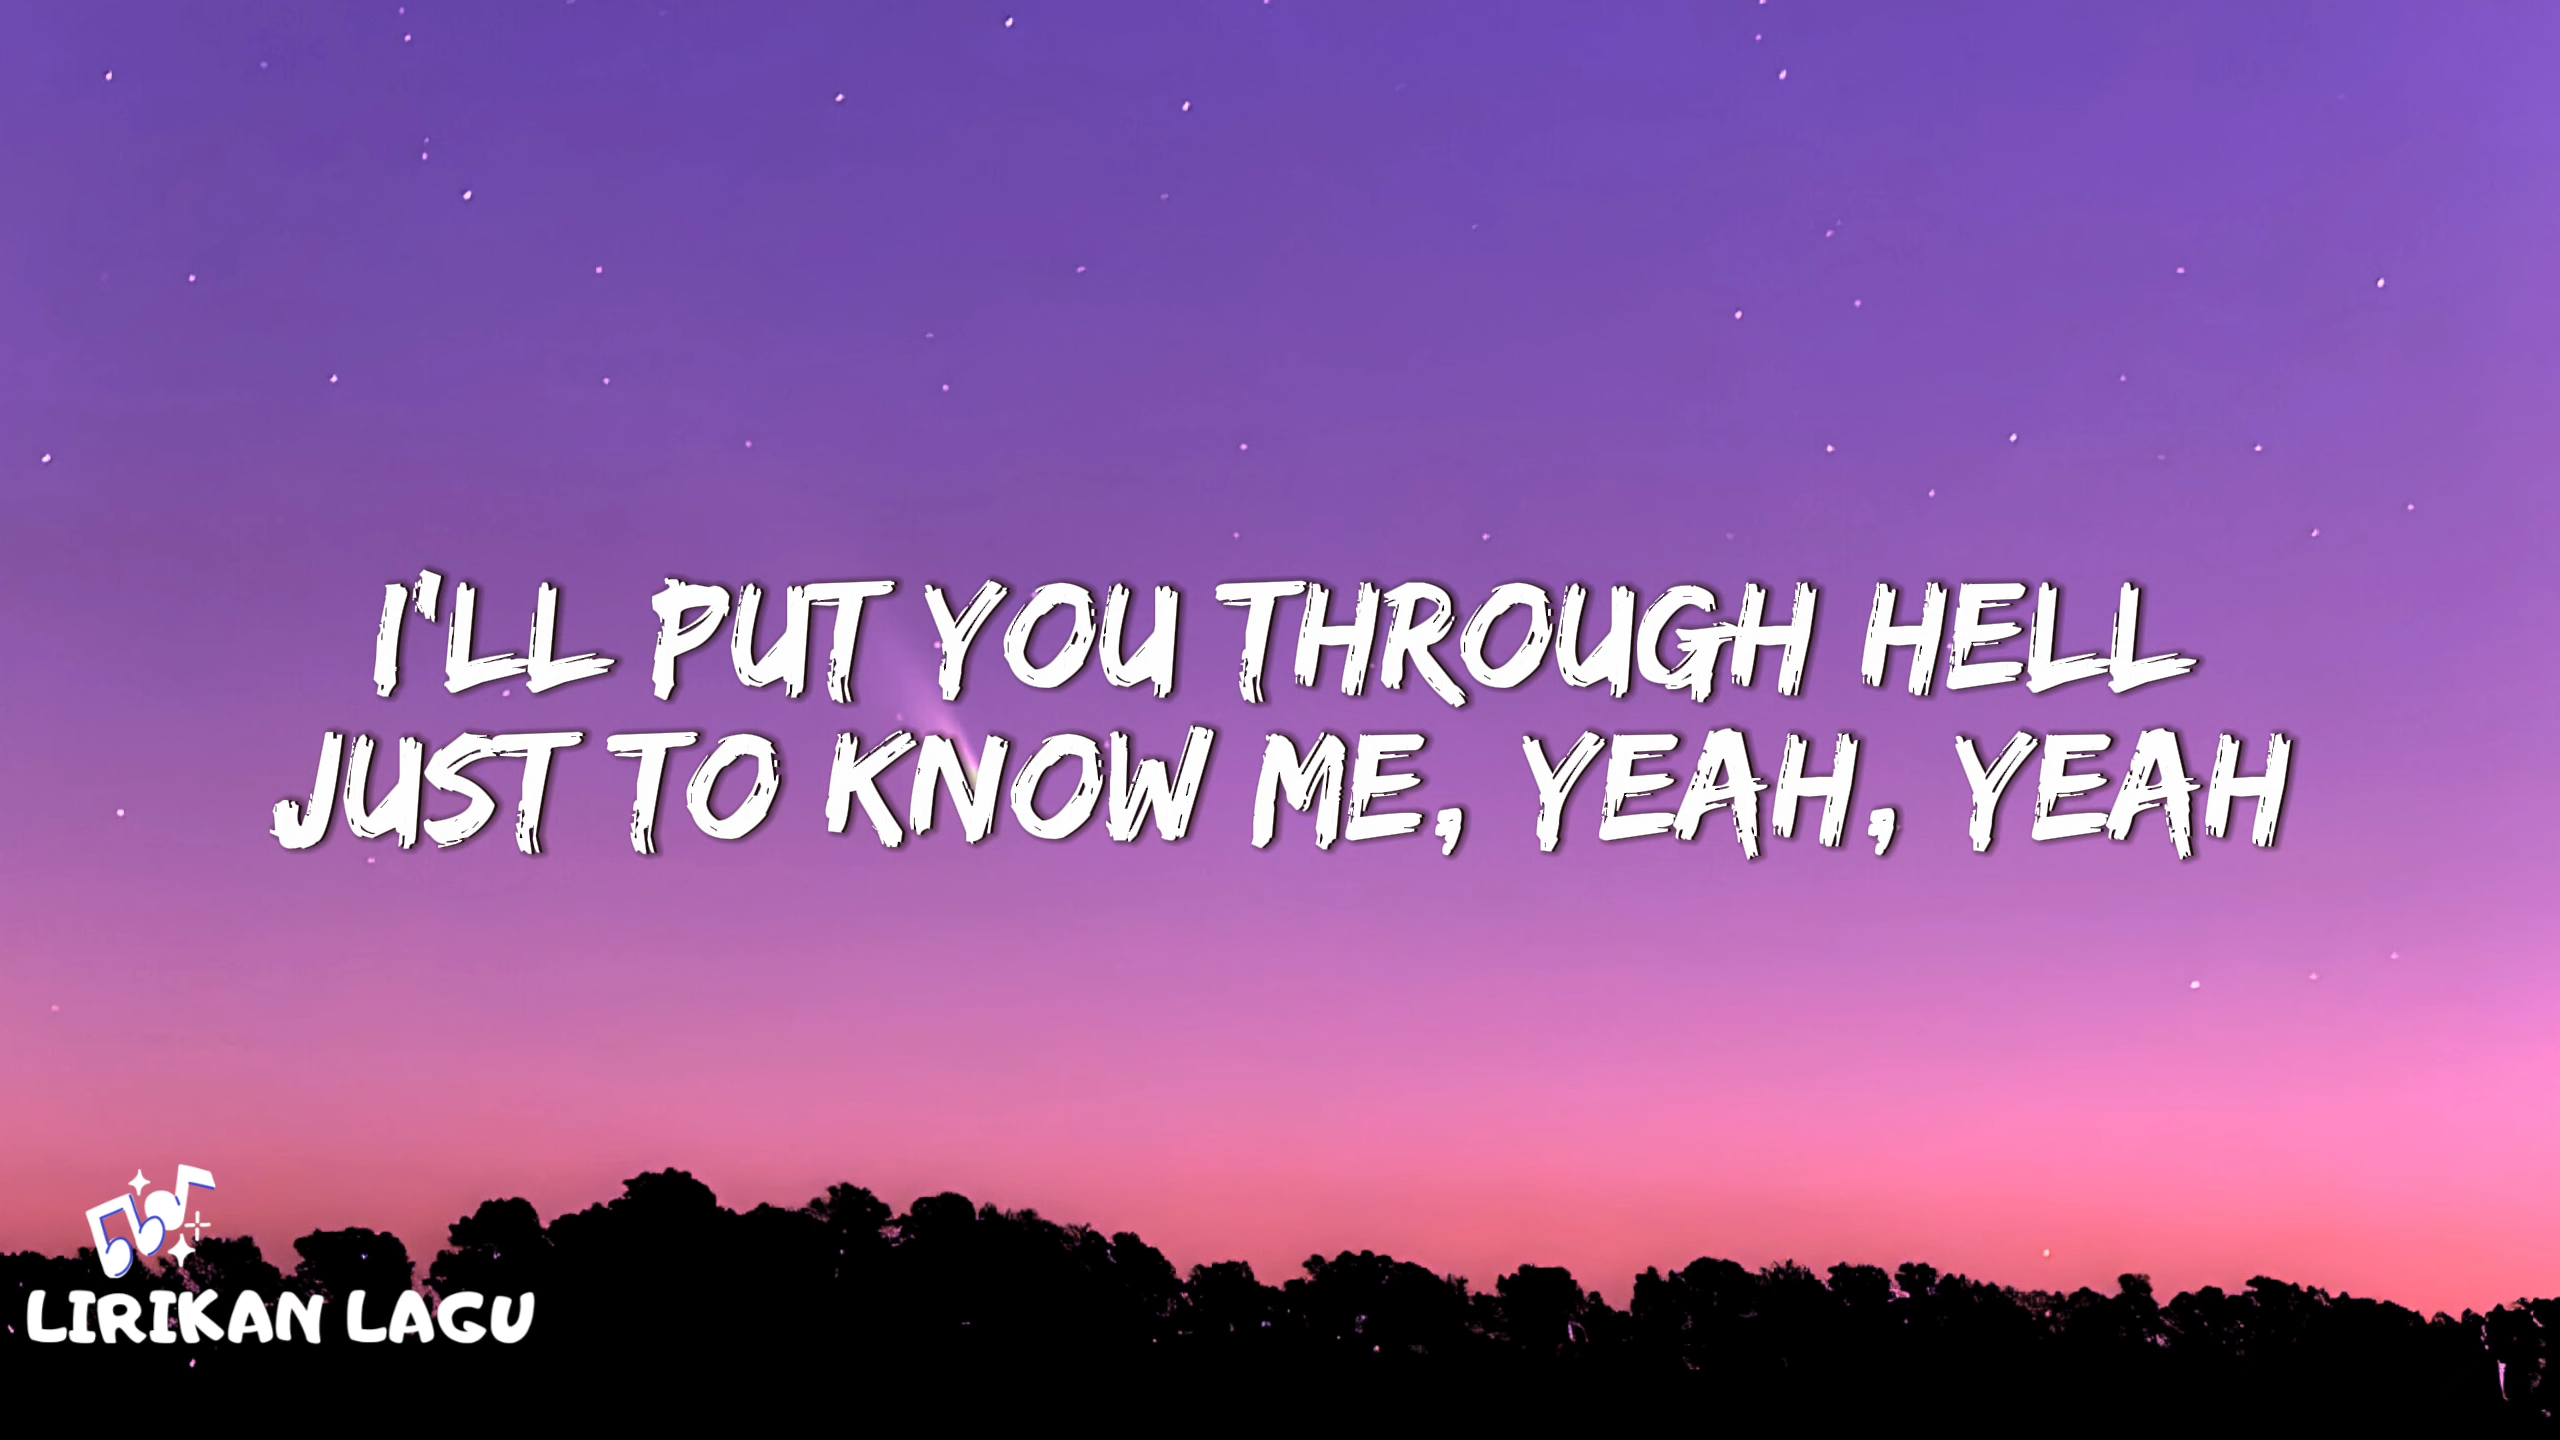 I'LL PUT YOU THROUGH HELL
JUST TO KNOW ME, YEAH, YEAH
LIRIKAN LAGU